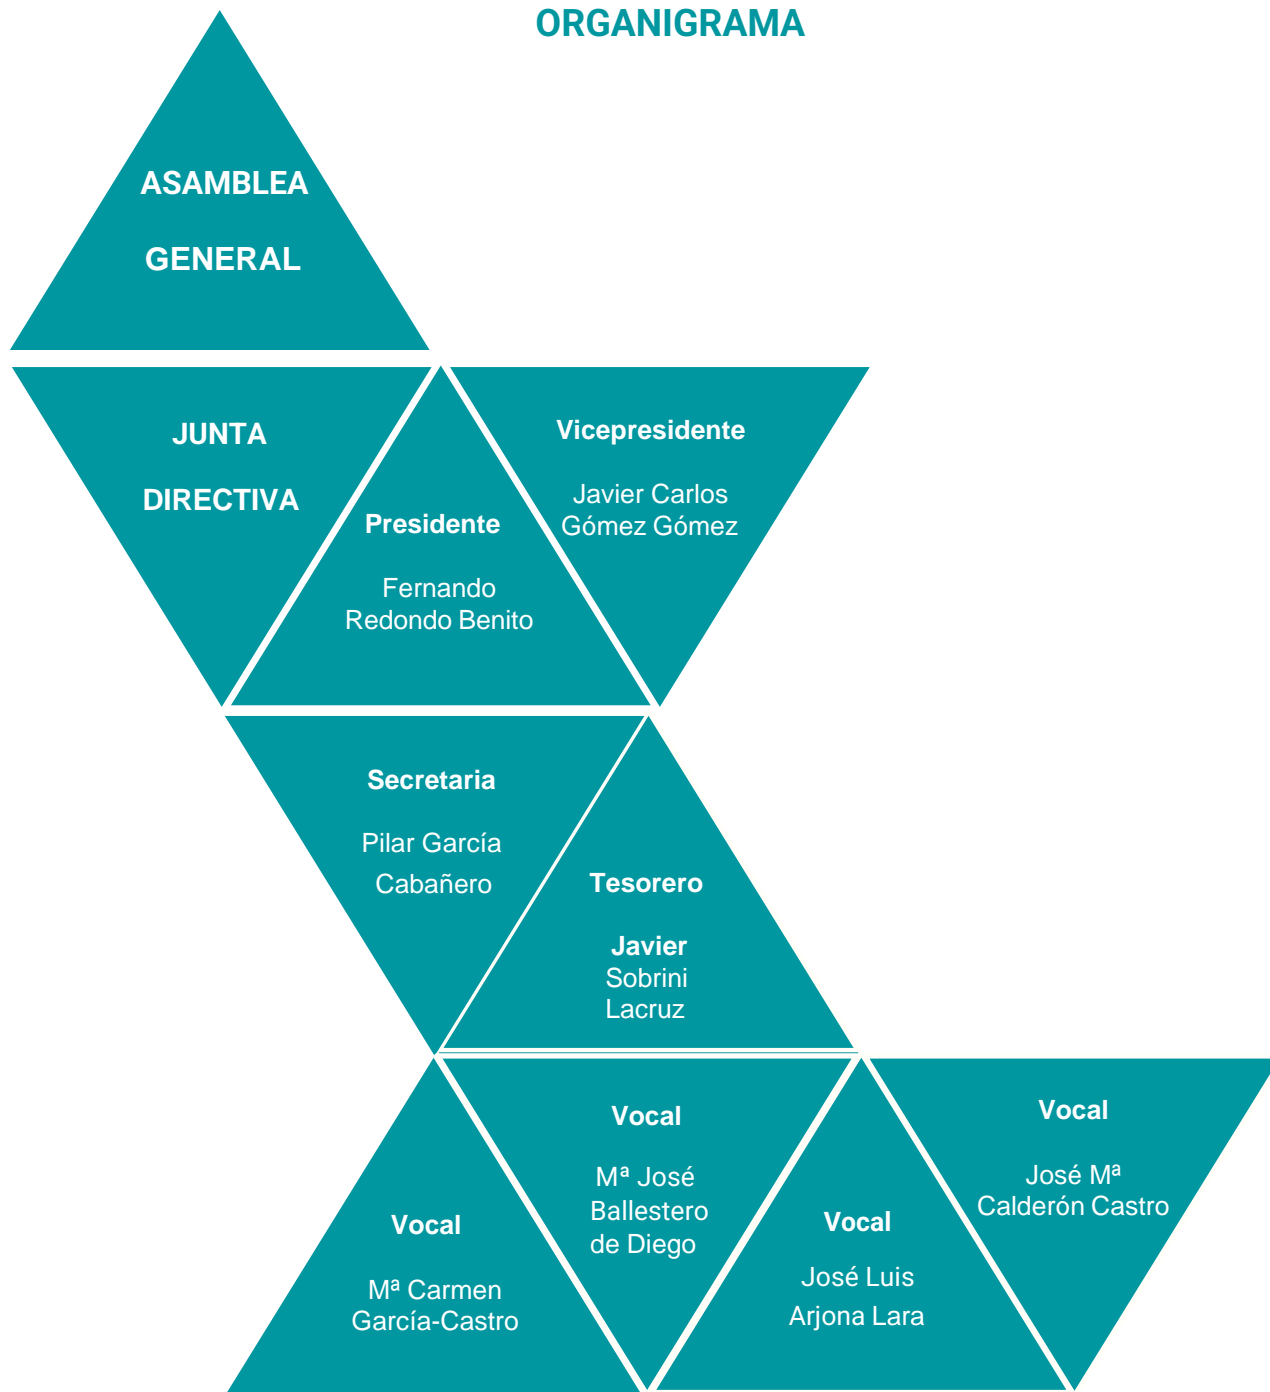 ORGANIGRAMA
ASAMBLEA
GENERAL
JUNTA
DIRECTIVA
Presidente
Fernando
Redondo Benito
Vicepresidente
Javier Carlos
Gómez Gómez
Secretaria
Pilar García
Cabañero
Tesorero
Javier
Sobrini
Lacruz
Vocal
Mª Carmen
García-Castro
Vocal
Mª José
Ballestero
de Diego
Vocal
José Luis
Arjona Lara
Vocal
José Mª
Calderón Castro